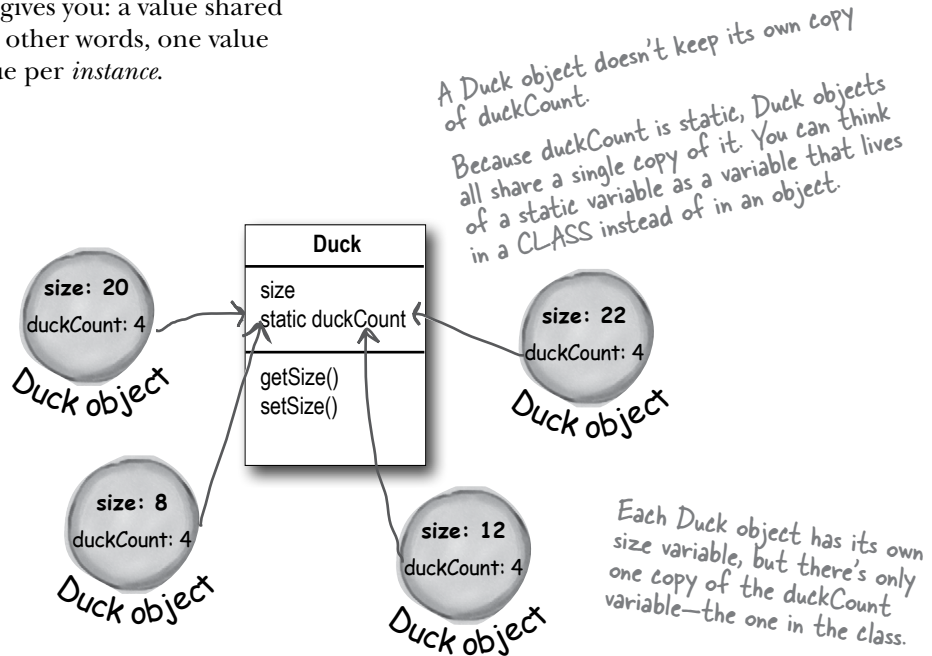 gives you: a value shared
other words, one value
ue per instance.
A Duck object doesn't keep its own copy
of duckCount.
Because duckCount is static, Duck objects
all share a single copy of it. You can think
of a static variable as a variable that lives
in a CLASS instead of in an object.
Duck
size
static duckCount
getSize()
setSize()
size: 20
duckCount: 4
Duck object
size: 22
duckCount: 4
Duck object
size: 8
duckCount: 4
Duck object
size: 12
duckCount: 4
Duck object
Each Duck object has its own
size variable, but there's only
one copy of the duckCount
variable—the one in the class.